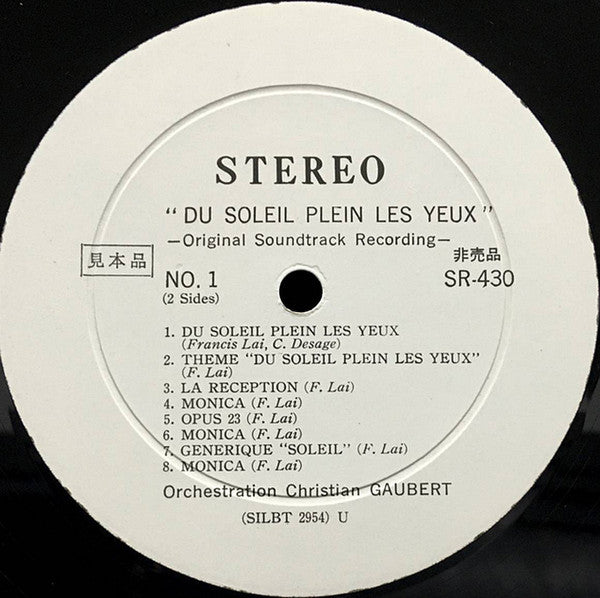 STEREO
“DU SOLEIL PLEIN LES YEUX”
—Original Soundtrack Recording—
見本品
非売品
NO. 1
SR-430
(2 Sides)
1. DU SOLEIL PLEIN LES YEUX
(Francis Lai, C. Desage)
2. THEME “DU SOLEIL PLEIN LES YEUX”
(F. Lai)
3. LA RECEPTION (F. Lai)
4. MONICA (F. Lai)
5. OPUS 23 (F. Lai)
6. MONICA (F. Lai)
7. GENERIQUE “SOLEIL” (F. Lai)
8. MONICA (F. Lai)
Orchestration Christian GAUBERT
(SILBT 2954) U